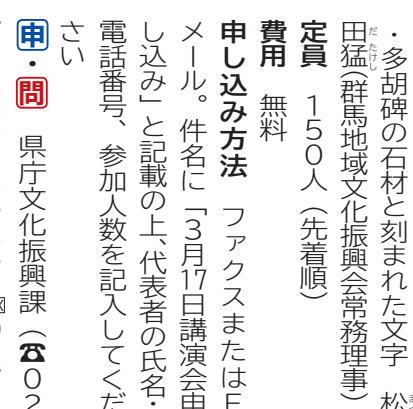 ・多胡碑の石材と刻まれた文字　松
田猛(群馬地域文化振興会常務理事)
定員　150人（先着順）
費用　無料
申し込み方法　ファクスまたはE
メール。件名に「3月17日講演会申
し込み」と記載の上、代表者の氏名・
電話番号、参加人数を記入してくだ
さい
申・問　県庁文化振興課（☎02